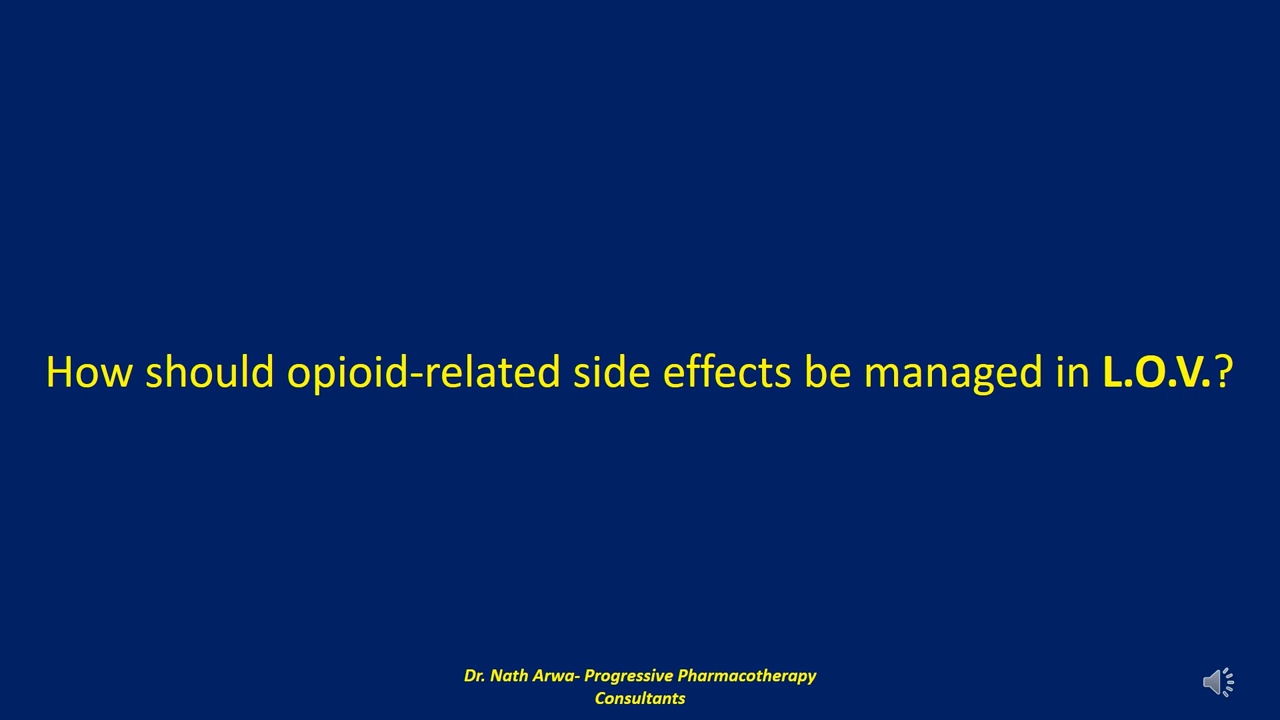 How should opioid-related side effects be managed in L.O.V.?
Dr. Nath Arwa- Progressive Pharmacotherapy
Consultants